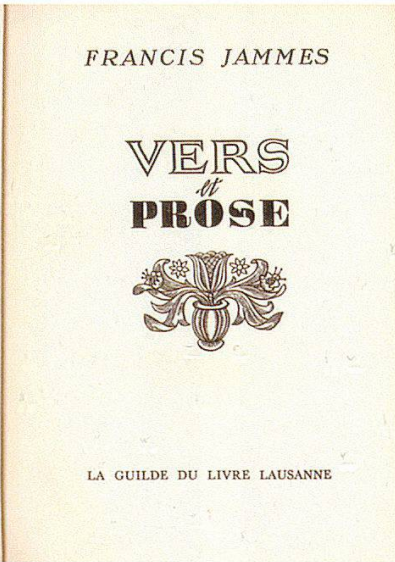 FRANCIS JAMMES
VERS
et
PROSE
LA GUILDE DU LIVRE LAUSANNE